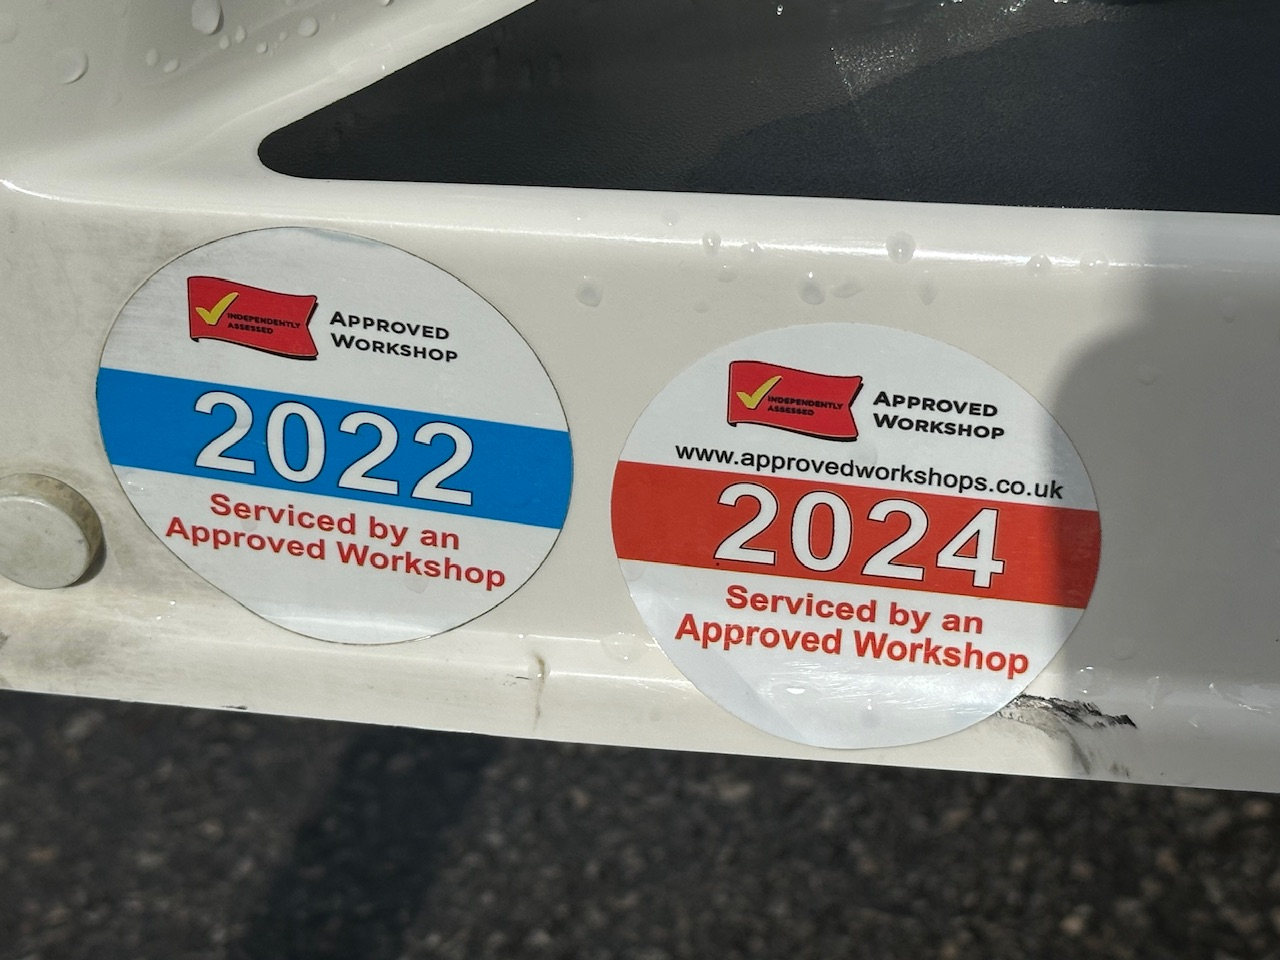 INDEPENDENTLY
ASSESSED
APPROVED
WORKSHOP
2022
Serviced by an
Approved Workshop
INDEPENDENTLY
ASSESSED
APPROVED
WORKSHOP
www.approvedworkshops.co.uk
2024
Serviced by an
Approved Workshop